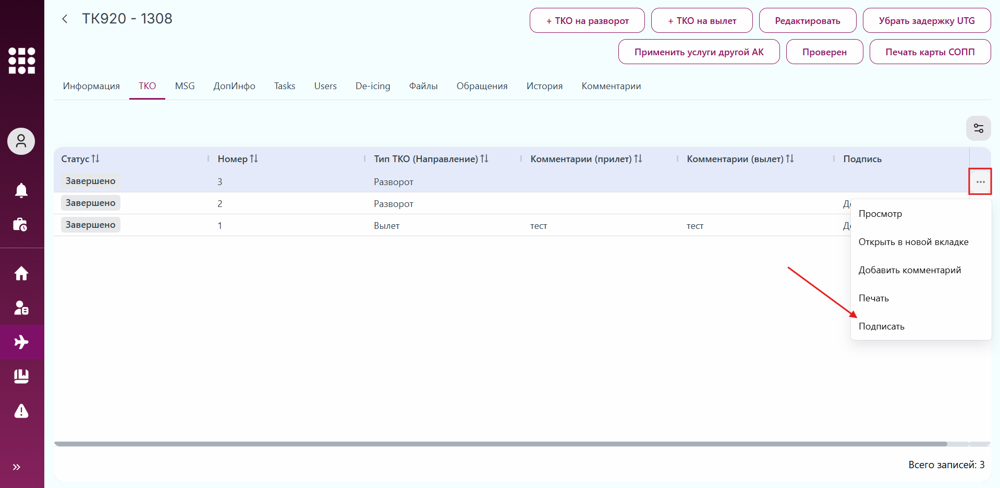 ТК920 - 1308
+ ТКО на разворот
+ ТКО на вылет
Редактировать
Убрать задержку UTG
Применить услуги другой АК
Проверен
Печать карты СОПП
Информация
ТКО
MSG
ДопИнфо
Tasks
Users
De-icing
Файлы
Обращения
История
Комментарии
Статус Номер Тип ТКО (Направление) Комментарии (прилет) Комментарии (вылет) Подпись
Завершено 3 Разворот
Завершено 2 Разворот
Завершено 1 Вылет тест тест
Просмотр
Открыть в новой вкладке
Добавить комментарий
Печать
Подписать
Всего записей: 3